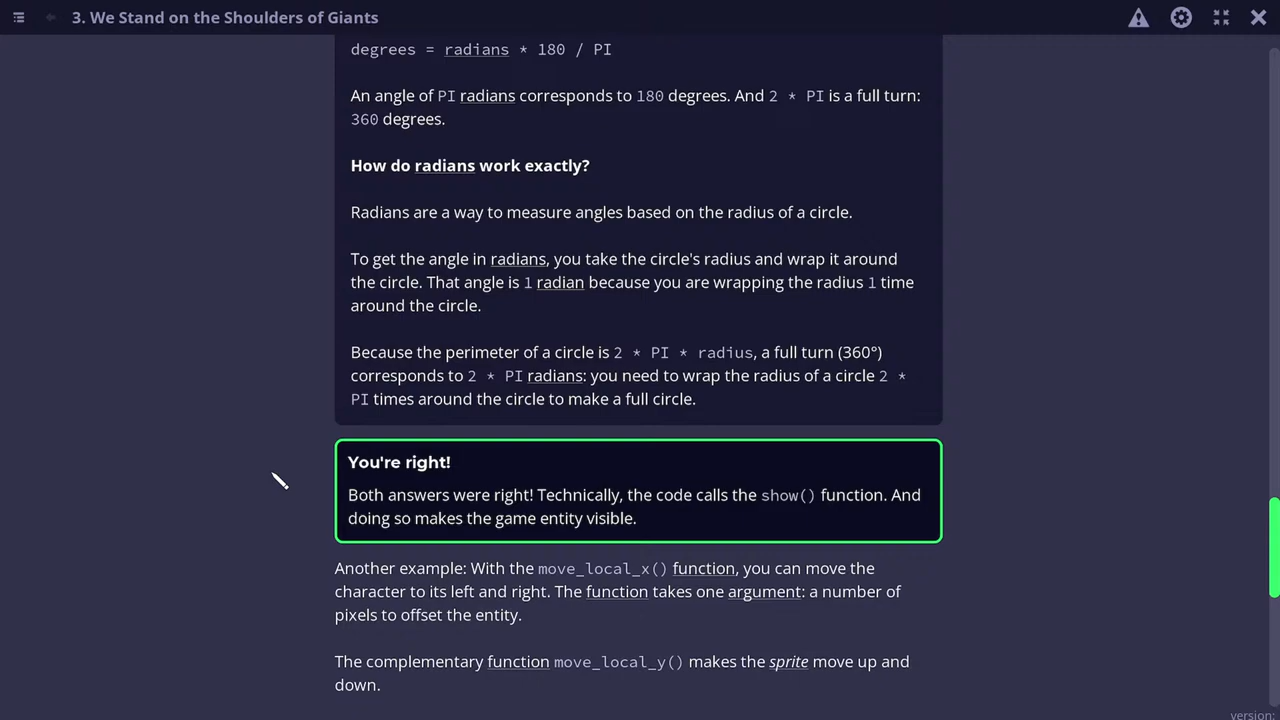 3. We Stand on the Shoulders of Giants
degrees = radians * 180 / PI
An angle of PI radians corresponds to 180 degrees. And 2 * PI is a full turn:
360 degrees.
How do radians work exactly?
Radians are a way to measure angles based on the radius of a circle.
To get the angle in radians, you take the circle's radius and wrap it around
the circle. That angle is 1 radian because you are wrapping the radius 1 time
around the circle.
Because the perimeter of a circle is 2 * PI * radius, a full turn (360°)
corresponds to 2 * PI radians: you need to wrap the radius of a circle 2 *
PI times around the circle to make a full circle.
You're right!
Both answers were right! Technically, the code calls the show() function. And
doing so makes the game entity visible.
Another example: With the move_local_x() function, you can move the
character to its left and right. The function takes one argument: a number of
pixels to offset the entity.
The complementary function move_local_y() makes the sprite move up and
down.
version: